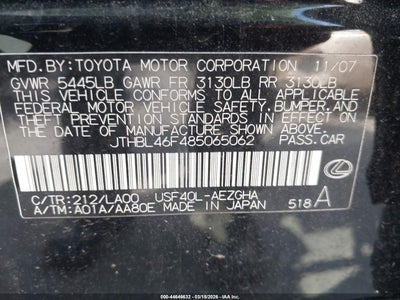 MFD.BY:TOYOTA MOTOR CORPORATION 11/07
GVWR 5445LB GAWR FR 3130LB RR 3130LB
THIS VEHICLE CONFORMS TO ALL APPLICABLE
FEDERAL MOTOR VEHICLE SAFETY,BUMPER,AND
THEFT PREVENTION STANDARDS IN EFFECT ON
THE DATE OF MANUFACTURE SHOWN ABOVE.
JTHBL46F485065062 PASS.CAR
C/TR:212/LA00 USF40L-AEZGHA
A/TM:A01A/AA80E MADE IN JAPAN 518A
000-44648632 03/18/2026 IAA Holdings, LLC